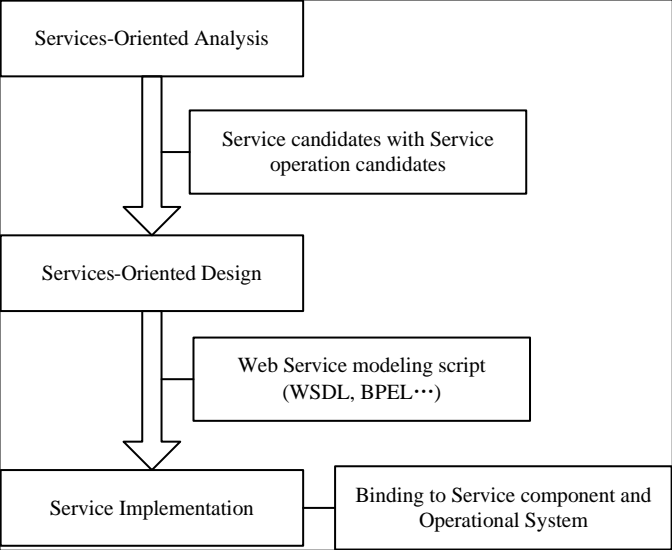 Services-Oriented Analysis
Service candidates with Service
operation candidates
Services-Oriented Design
Web Service modeling script
(WSDL, BPEL⋯)
Service Implementation
Binding to Service component and
Operational System